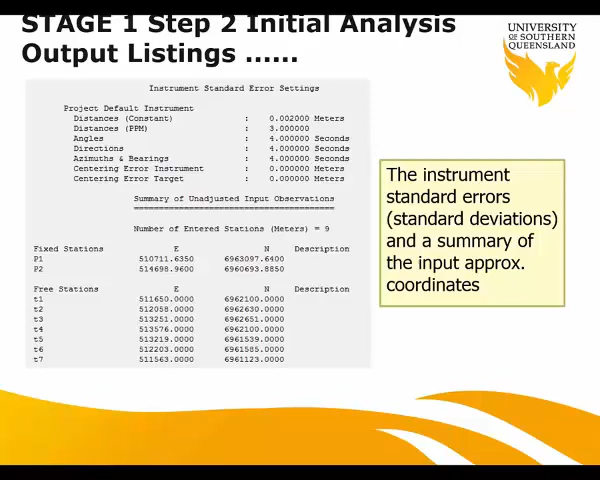 STAGE 1 Step 2 Initial Analysis
Output Listings ......
UNIVERSITY
OF SOUTHERN
QUEENSLAND
Instrument Standard Error Settings
Project Default Instrument
Distances (Constant) : 0.002000 Meters
Distances (PPM) : 3.000000
Angles : 4.000000 Seconds
Directions : 4.000000 Seconds
Azimuths & Bearings : 4.000000 Seconds
Centering Error Instrument : 0.000000 Meters
Centering Error Target : 0.000000 Meters
Summary of Unadjusted Input Observations
========================================
Number of Entered Stations (Meters) = 9
Fixed Stations E N Description
P1 510711.6350 6963097.6400
P2 514698.9600 6960693.8850
Free Stations E N Description
t1 511650.0000 6962100.0000
t2 512058.0000 6962630.0000
t3 513251.0000 6962651.0000
t4 513576.0000 6962100.0000
t5 513219.0000 6961539.0000
t6 512203.0000 6961585.0000
t7 511563.0000 6961123.0000
The instrument
standard errors
(standard deviations)
and a summary of
the input approx.
coordinates